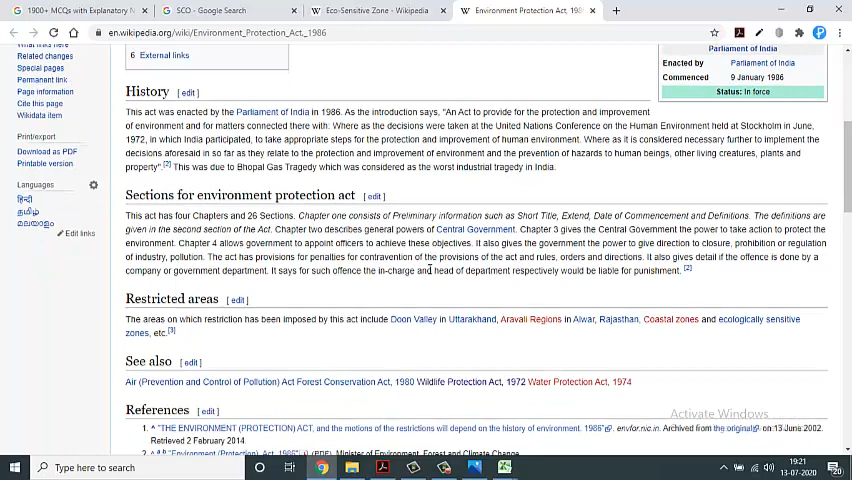 1900+ MCQs with Explanatory N
SCO - Google Search
Eco-Sensitive Zone - Wikipedia
Environment Protection Act, 198
en.wikipedia.org/wiki/Environment_Protection_Act,_1986
What links here
Related changes
Special pages
Permanent link
Page information
Cite this page
Wikidata item
Print/export
Download as PDF
Printable version
Languages
हिन्दी
தமிழ்
മലയാളം
Edit links
6 External links
Parliament of India
Enacted by Parliament of India
Commenced 9 January 1986
Status: In force
History [ edit ]
This act was enacted by the Parliament of India in 1986. As the introduction says, "An Act to provide for the protection and improvement
of environment and for matters connected there with: Where as the decisions were taken at the United Nations Conference on the Human Environment held at Stockholm in June,
1972, in which India participated, to take appropriate steps for the protection and improvement of human environment. Where as it is considered necessary further to implement the
decisions aforesaid in so far as they relate to the protection and improvement of environment and the prevention of hazards to human beings, other living creatures, plants and
property".[2] This was due to Bhopal Gas Tragedy which was considered as the worst industrial tragedy in India.
Sections for environment protection act [ edit ]
This act has four Chapters and 26 Sections. Chapter one consists of Preliminary information such as Short Title, Extend, Date of Commencement and Definitions. The definitions are
given in the second section of the Act. Chapter two describes general powers of Central Government. Chapter 3 gives the Central Government the power to take action to protect the
environment. Chapter 4 allows government to appoint officers to achieve these objectives. It also gives the government the power to give direction to closure, prohibition or regulation
of industry, pollution. The act has provisions for penalties for contravention of the provisions of the act and rules, orders and directions. It also gives detail if the offence is done by a
company or government department. It says for such offence the in-charge and head of department respectively would be liable for punishment. [2]
Restricted areas [ edit ]
The areas on which restriction has been imposed by this act include Doon Valley in Uttarakhand, Aravali Regions in Alwar, Rajasthan, Coastal zones and ecologically sensitive
zones, etc.[3]
See also [ edit ]
Air (Prevention and Control of Pollution) Act Forest Conservation Act, 1980 Wildlife Protection Act, 1972 Water Protection Act, 1974
References [ edit ]
1. ^ "THE ENVIRONMENT (PROTECTION) ACT, and the motions of the restrictions will depend on the history of environment. 1986". envfor.nic.in. Archived from the original on 13 June 2002.
Retrieved 2 February 2014.
2. ^ a b "Environment (Protection) Act, 1986" (PDF). Minister of Environment, Forest and Climate Change.
Activate Windows
Type here to search
19:21
13-07-2020
20